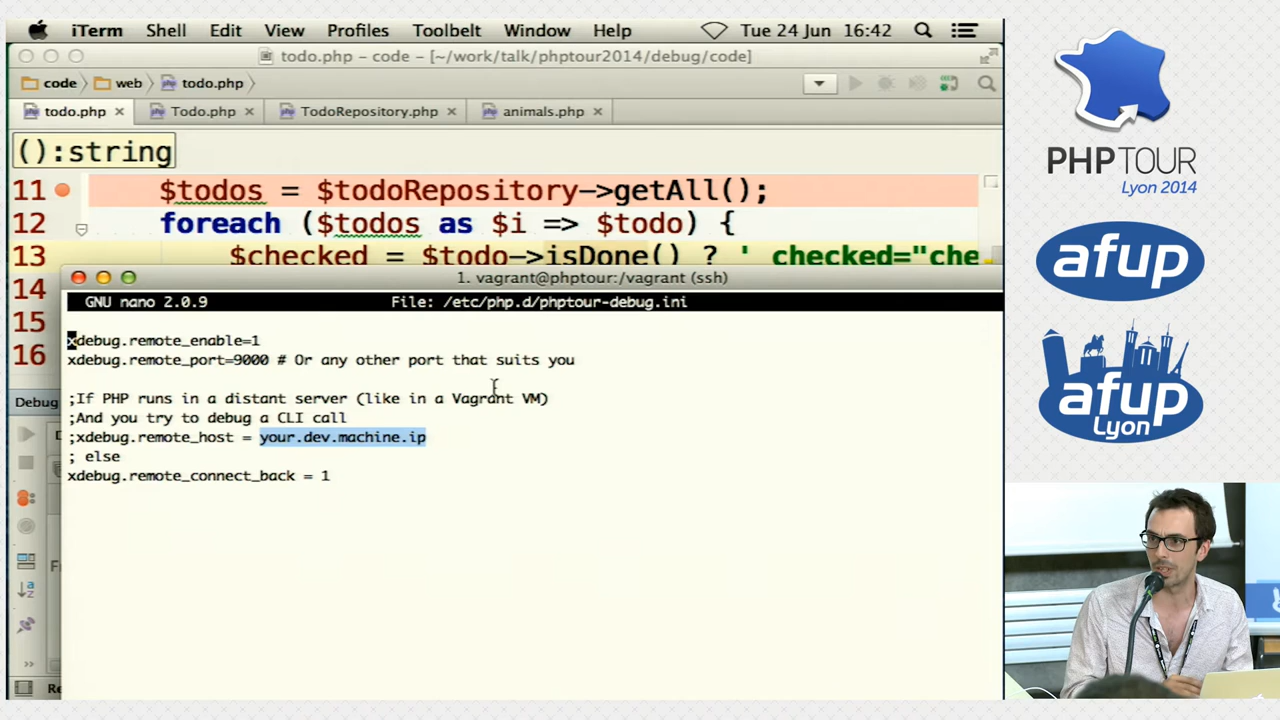 iTerm Shell Edit View Profiles Toolbelt Window Help Tue 24 Jun 16:42
todo.php – code – [~/work/talk/phptour2014/debug/code]
code web todo.php
todo.php Todo.php TodoRepository.php animals.php
():string
11 $todos = $todoRepository->getAll();
12 foreach ($todos as $i => $todo) {
13 $checked = $todo->isDone() ? ' checked="che
14
15
16
1. vagrant@phptour:/vagrant (ssh)
GNU nano 2.0.9 File: /etc/php.d/phptour-debug.ini
xdebug.remote_enable=1
xdebug.remote_port=9000 # Or any other port that suits you
;If PHP runs in a distant server (like in a Vagrant VM)
;And you try to debug a CLI call
;xdebug.remote_host = your.dev.machine.ip
; else
xdebug.remote_connect_back = 1
Debug
PHP TOUR
Lyon 2014
afup
afup
Lyon